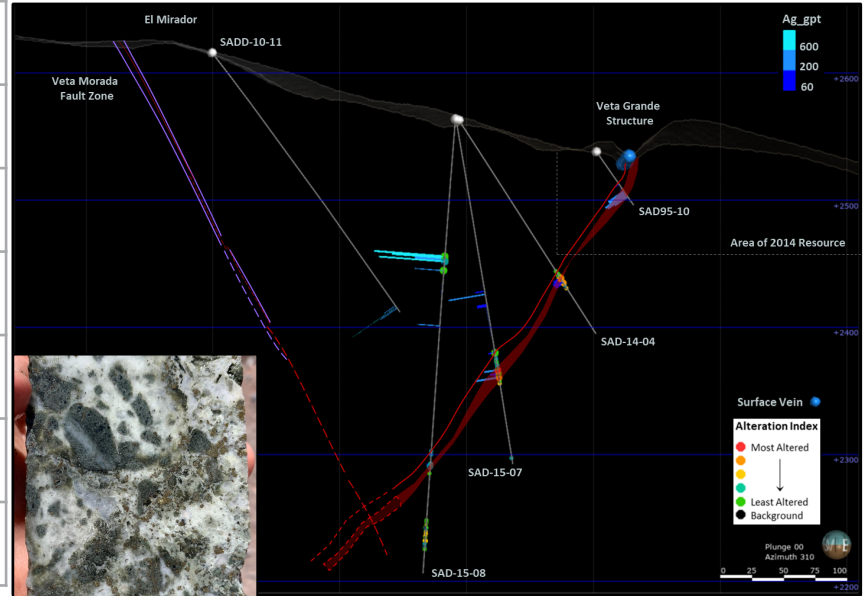 El Mirador
SADD-10-11
Ag_gpt
600
200
60
+2600
Veta Morada
Fault Zone
Veta Grande
Structure
+2500
SAD95-10
Area of 2014 Resource
+2400
SAD-14-04
Surface Vein
Alteration Index
Most Altered
Least Altered
Background
+2300
SAD-15-07
Plunge 00
Azimuth 310
0 25 50 75 100
SAD-15-08
+2200